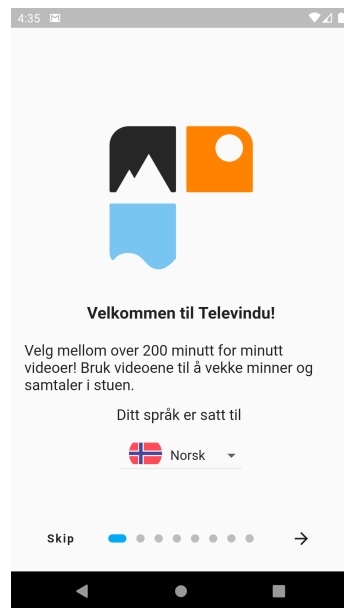 4:35
Velkommen til Televindu!
Velg mellom over 200 minutt for minutt
videoer! Bruk videoene til å vekke minner og
samtaler i stuen.
Ditt språk er satt til
Norsk
Skip